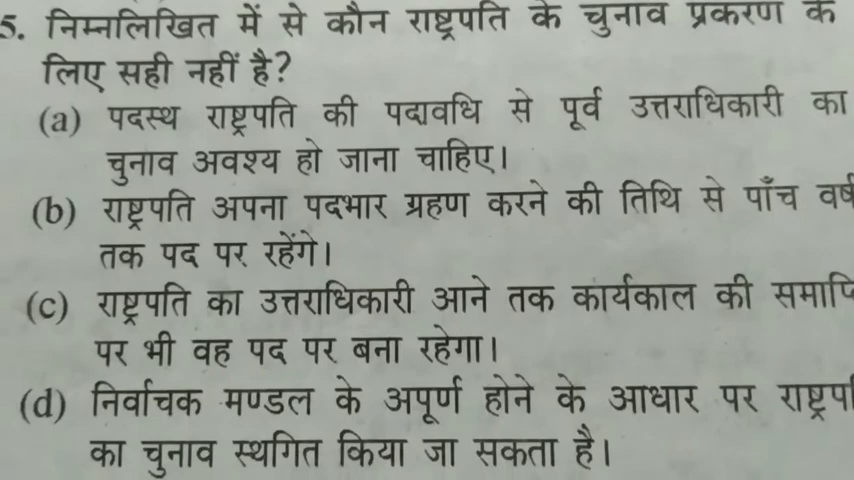 5. निम्नलिखित में से कौन राष्ट्रपति के चुनाव प्रकरण के
लिए सही नहीं है?
(a) पदस्थ राष्ट्रपति की पदावधि से पूर्व उत्तराधिकारी का
चुनाव अवश्य हो जाना चाहिए।
(b) राष्ट्रपति अपना पदभार ग्रहण करने की तिथि से पाँच वर्ष
तक पद पर रहेंगे।
(c) राष्ट्रपति का उत्तराधिकारी आने तक कार्यकाल की
पर भी वह पद पर बना रहेगा।
(d) निर्वाचक मण्डल के अपूर्ण होने के आधार पर
का चुनाव स्थगित किया जा सकता है।